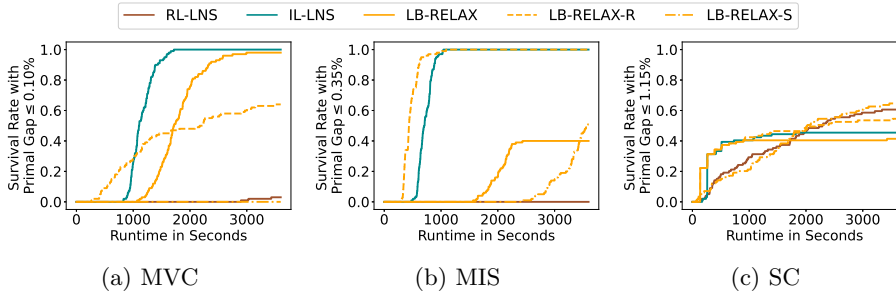 RL-LNS IL-LNS LB-RELAX LB-RELAX-R LB-RELAX-S
Survival Rate with
Primal Gap ≤ 0.10%
1.0
0.8
0.6
0.4
0.2
0.0
0 1000 2000 3000
Runtime in Seconds
(a) MVC
Survival Rate with
Primal Gap ≤ 0.35%
1.0
0.8
0.6
0.4
0.2
0.0
0 1000 2000 3000
Runtime in Seconds
(b) MIS
Survival Rate with
Primal Gap ≤ 1.15%
1.0
0.8
0.6
0.4
0.2
0.0
0 1000 2000 3000
Runtime in Seconds
(c) SC